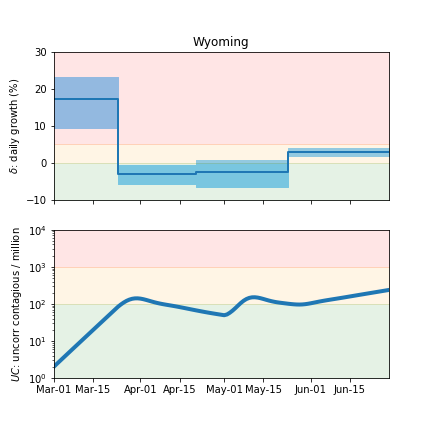 Wyoming
δ: daily growth (%)
30
20
10
0
−10
UC: uncorr contagious / million
10⁴
10³
10²
10¹
10⁰
Mar-01 Mar-15 Apr-01 Apr-15 May-01 May-15 Jun-01 Jun-15